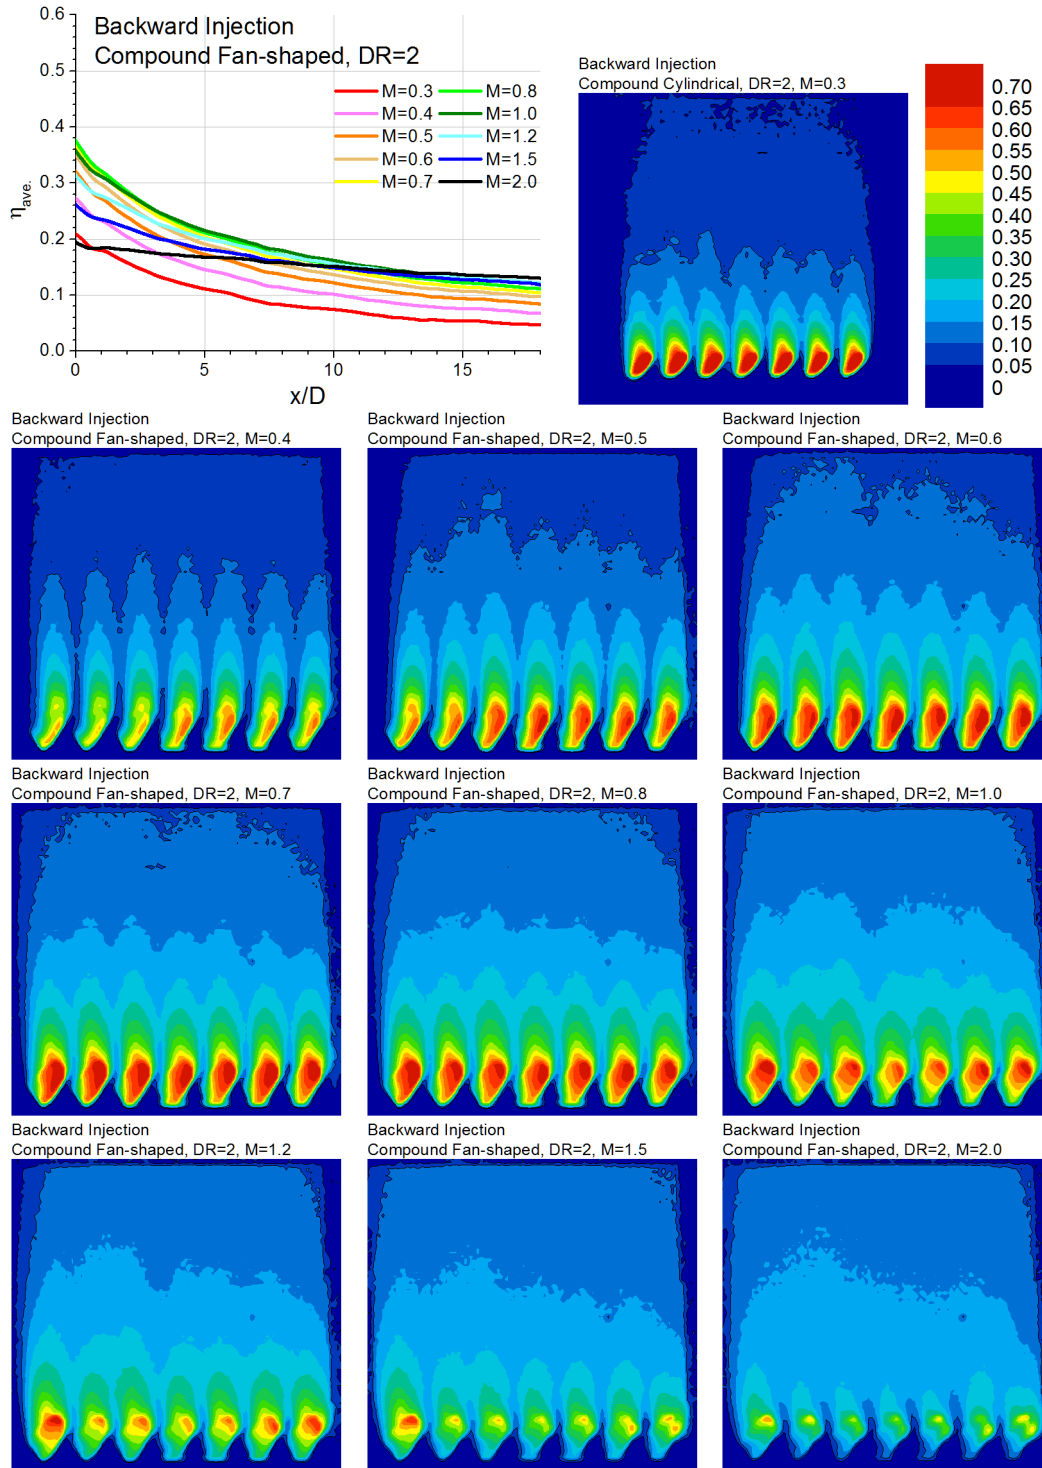 0.6
0.5
0.4
0.3
0.2
0.1
0.0
ηave.
Backward Injection
Compound Fan-shaped, DR=2
M=0.3 M=0.8
M=0.4 M=1.0
M=0.5 M=1.2
M=0.6 M=1.5
M=0.7 M=2.0
0 5 10 15
x/D
Backward Injection
Compound Cylindrical, DR=2, M=0.3
0.70
0.65
0.60
0.55
0.50
0.45
0.40
0.35
0.30
0.25
0.20
0.15
0.10
0.05
0
Backward Injection
Compound Fan-shaped, DR=2, M=0.4
Backward Injection
Compound Fan-shaped, DR=2, M=0.5
Backward Injection
Compound Fan-shaped, DR=2, M=0.6
Backward Injection
Compound Fan-shaped, DR=2, M=0.7
Backward Injection
Compound Fan-shaped, DR=2, M=0.8
Backward Injection
Compound Fan-shaped, DR=2, M=1.0
Backward Injection
Compound Fan-shaped, DR=2, M=1.2
Backward Injection
Compound Fan-shaped, DR=2, M=1.5
Backward Injection
Compound Fan-shaped, DR=2, M=2.0